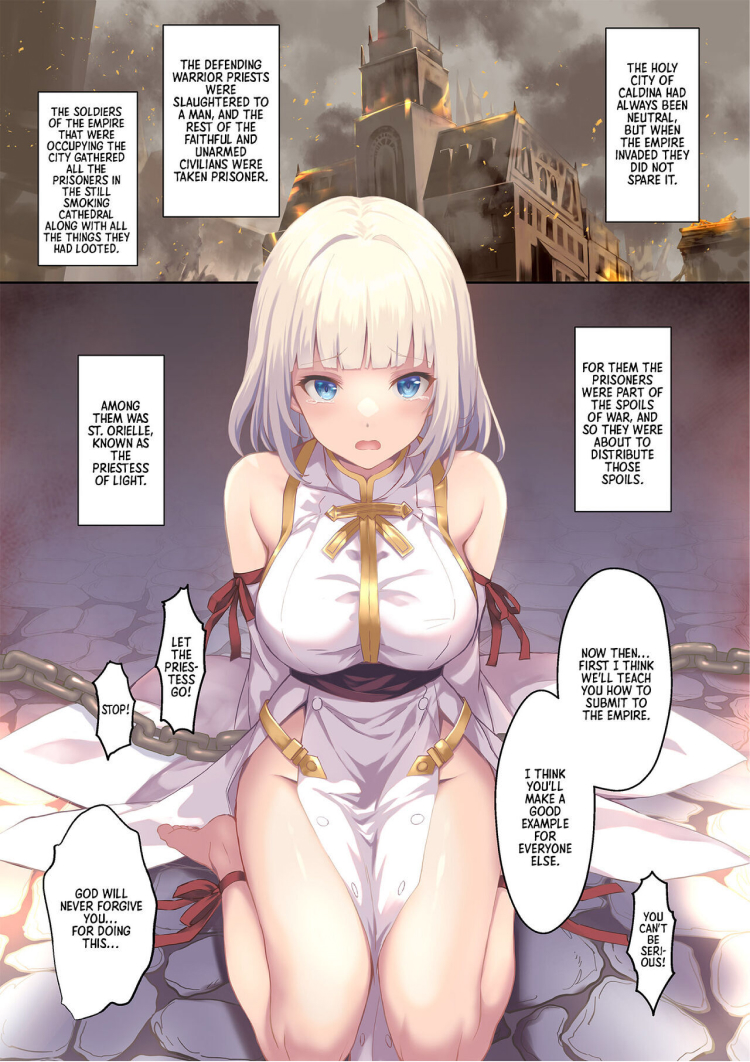 THE HOLY
CITY OF
CALDINA HAD
ALWAYS BEEN
NEUTRAL,
BUT WHEN
THE EMPIRE
INVADED THEY
DID NOT
SPARE IT.
THE DEFENDING
WARRIOR PRIESTS
WERE
SLAUGHTERED TO
A MAN, AND THE
REST OF THE
FAITHFUL AND
UNARMED
CIVILIANS WERE
TAKEN PRISONER.
THE SOLDIERS
OF THE EMPIRE
THAT WERE
OCCUPYING THE
CITY GATHERED
ALL THE
PRISONERS IN
THE STILL
SMOKING
CATHEDRAL
ALONG WITH ALL
THE THINGS THEY
HAD LOOTED.
FOR THEM THE
PRISONERS
WERE PART OF
THE SPOILS
OF WAR, AND
SO THEY WERE
ABOUT TO
DISTRIBUTE
THOSE
SPOILS.
AMONG
THEM WAS
ST. ORIELLE,
KNOWN AS
THE
PRIESTESS
OF LIGHT.
NOW THEN...
FIRST I THINK
WE'LL TEACH
YOU HOW TO
SUBMIT TO
THE EMPIRE.
I THINK
YOU'LL
MAKE A
GOOD
EXAMPLE
FOR
EVERYONE
ELSE.
LET
THE
PRIES-
TESS
GO!
STOP!
YOU
CAN'T
BE
SERI-
OUS!
GOD WILL
NEVER FORGIVE
YOU...
FOR DOING
THIS...